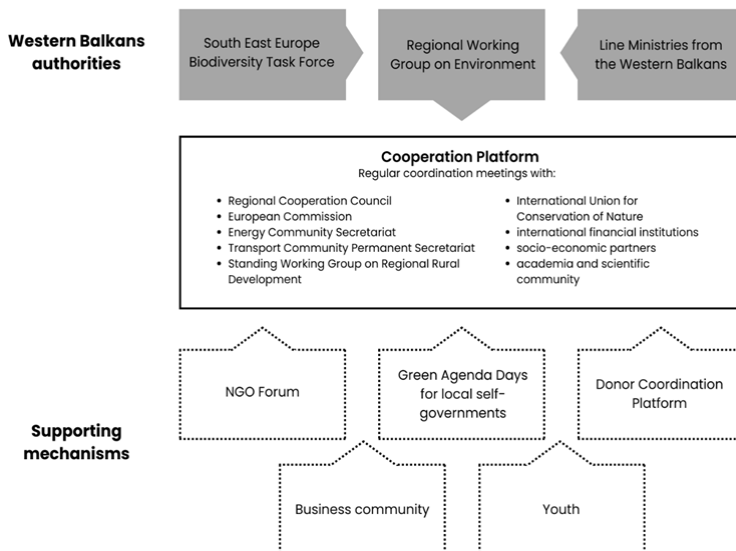 Western Balkans
authorities
South East Europe
Biodiversity Task Force
Regional Working
Group on Environment
Line Ministries from
the Western Balkans
Cooperation Platform
Regular coordination meetings with:
• Regional Cooperation Council
• European Commission
• Energy Community Secretariat
• Transport Community Permanent Secretariat
• Standing Working Group on Regional Rural
Development
• International Union for
Conservation of Nature
• international financial institutions
• socio-economic partners
• academia and scientific
community
Supporting
mechanisms
NGO Forum
Green Agenda Days
for local self-
governments
Donor Coordination
Platform
Business community
Youth